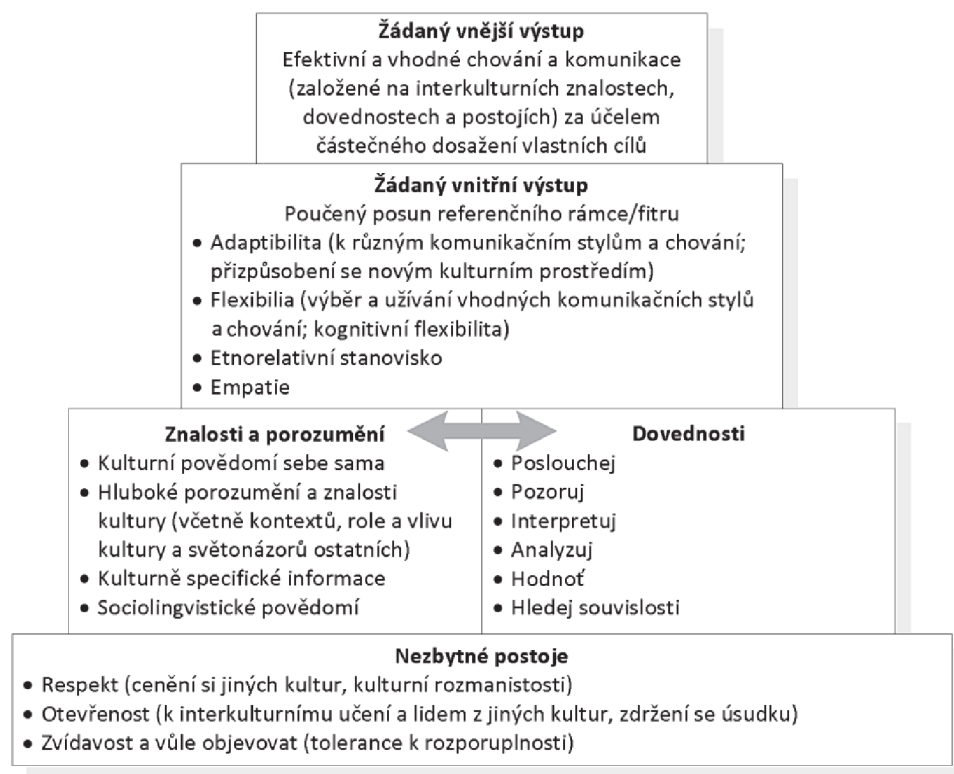 Žádaný vnější výstup
Efektivní a vhodné chování a komunikace
(založené na interkulturních znalostech,
dovednostech a postojích) za účelem
částečného dosažení vlastních cílů
Žádaný vnitřní výstup
Poučený posun referenčního rámce/fitru
• Adaptibilita (k různým komunikačním stylům a chování;
přizpůsobení se novým kulturním prostředím)
• Flexibilia (výběr a užívání vhodných komunikačních stylů
a chování; kognitivní flexibilita)
• Etnorelativní stanovisko
• Empatie
Znalosti a porozumění
• Kulturní povědomí sebe sama
• Hluboké porozumění a znalosti
kultury (včetně kontextů, role a vlivu
kultury a světonázorů ostatních)
• Kulturně specifické informace
• Sociolingvistické povědomí
Dovednosti
• Poslouchej
• Pozoruj
• Interpretuj
• Analyzuj
• Hodnoť
• Hledej souvislosti
Nezbytné postoje
• Respekt (cenění si jiných kultur, kulturní rozmanistosti)
• Otevřenost (k interkulturnímu učení a lidem z jiných kultur, zdržení se úsudku)
• Zvídavost a vůle objevovat (tolerance k rozporuplnosti)